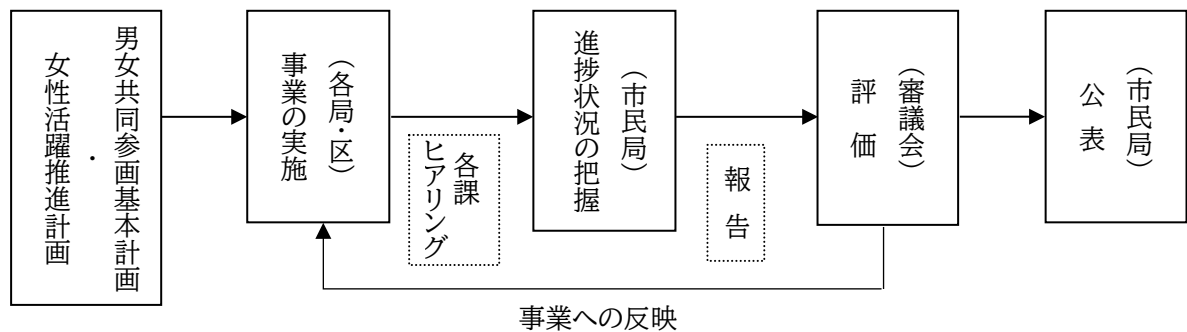 男女共同参画基本計画
・
女性活躍推進計画
（各局・区）
事業の実施
各課
ヒアリング
（市民局）
進捗状況の把握
報告
（審議会）
評価
（市民局）
公表
事業への反映